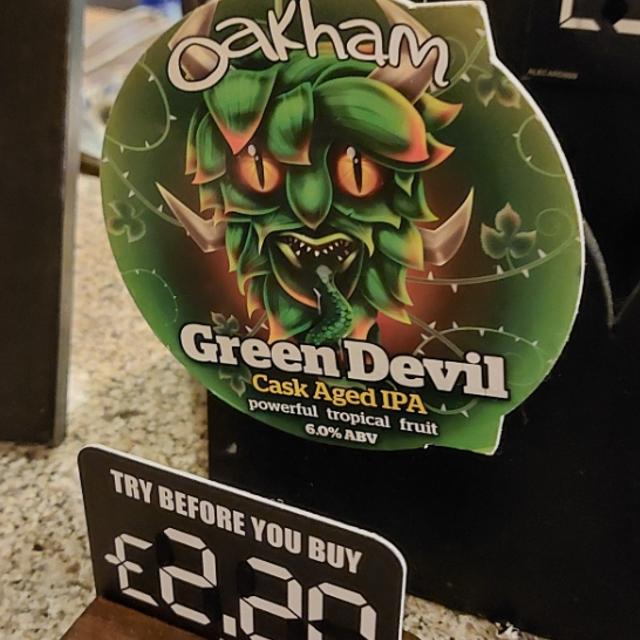 Oakham
Green Devil
Cask Aged IPA
powerful tropical fruit
6.0% ABV
TRY BEFORE YOU BUY
£2.20